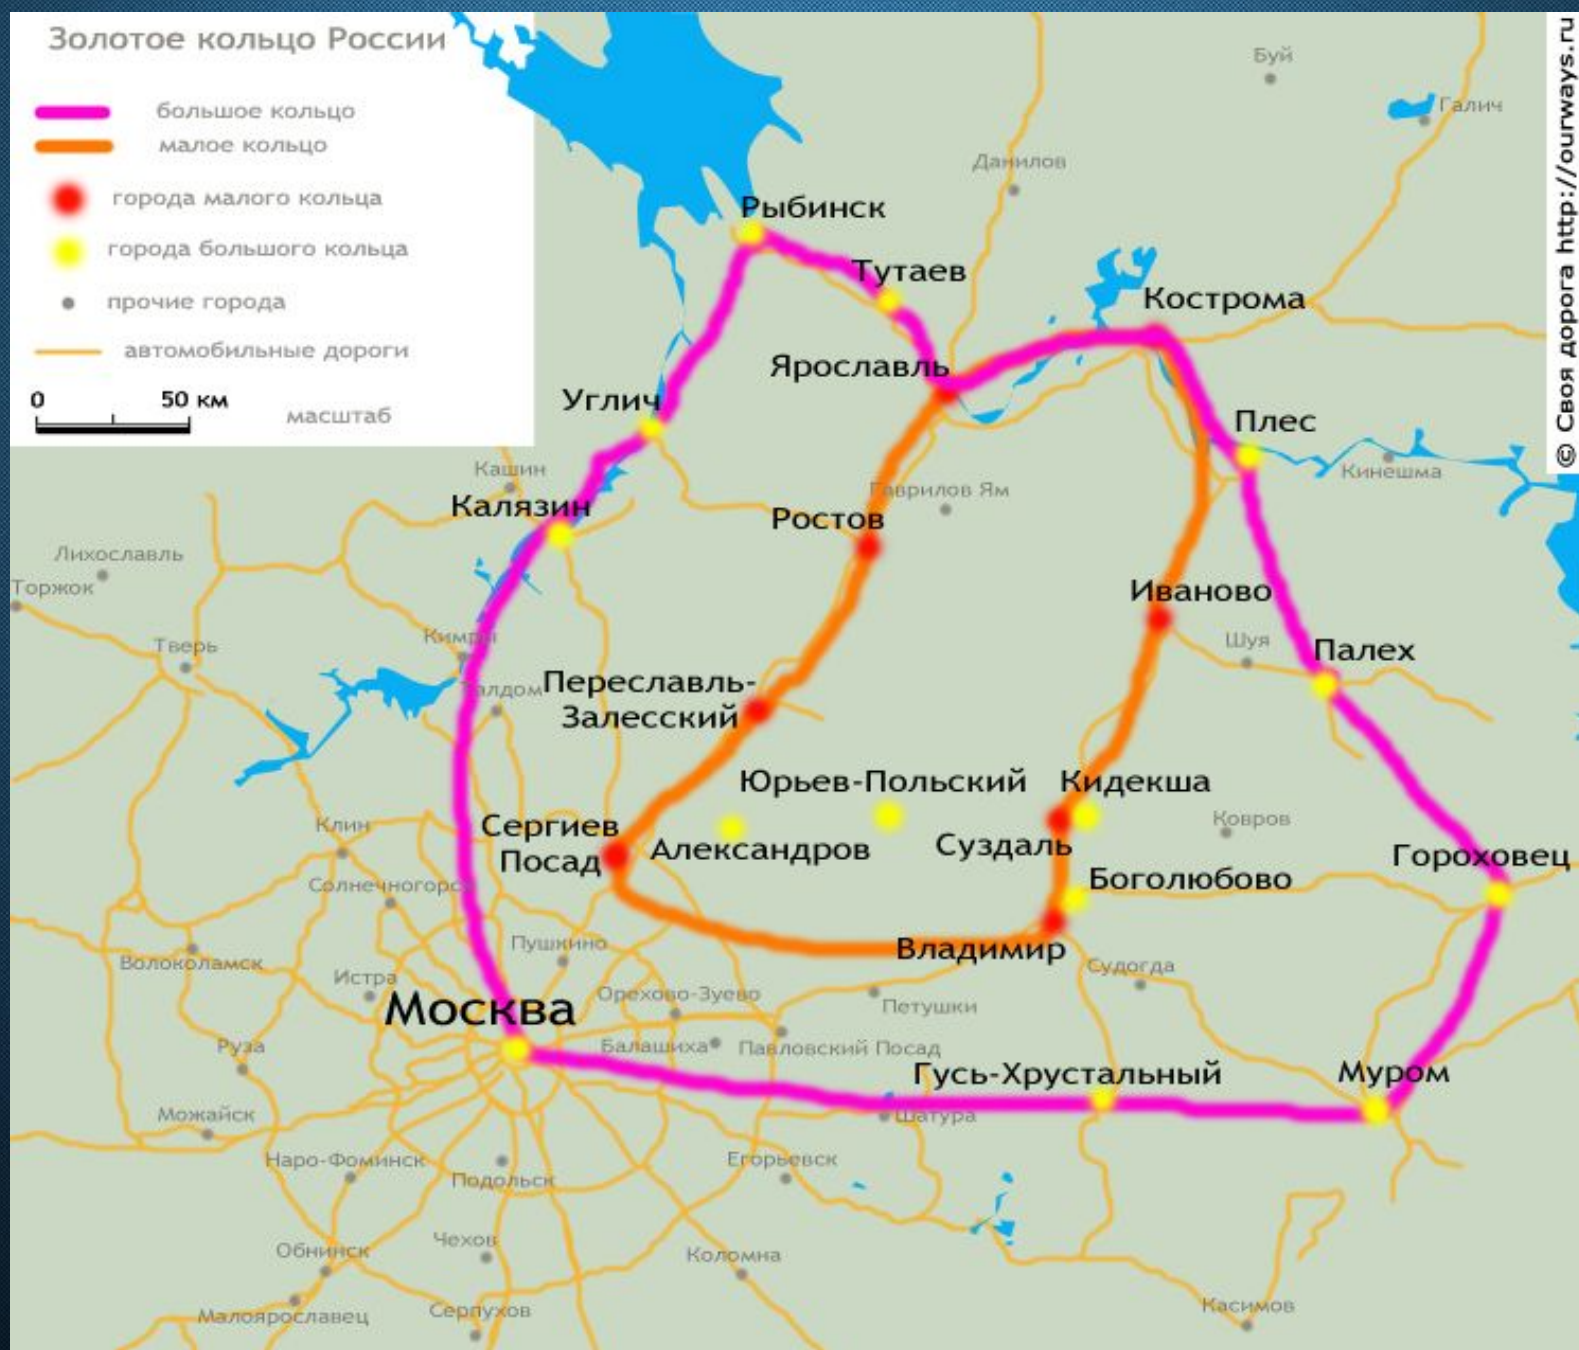 Золотое кольцо России
большое кольцо
малое кольцо
города малого кольца
города большого кольца
прочие города
автомобильные дороги
0 50 км
масштаб
© Своя дорога http://ourways.ru
Буй
Галич
Данилов
Рыбинск
Тутаев
Кострома
Ярославль
Углич
Плес
Кинешма
Кашин
Калязин
Гаврилов Ям
Ростов
Лихославль
Торжок
Иваново
Кимры
Тверь
Шуя
Палех
Талдом
Переславль-
Залесский
Юрьев-Польский
Кидекша
Ковров
Клин
Сергиев
Посад
Александров
Суздаль
Гороховец
Солнечногорск
Боголюбово
Владимир
Пушкино
Волоколамск
Истра
Судогда
Москва
Орехово-Зуево
Петушки
Руза
Балашиха
Павловский Посад
Гусь-Хрустальный
Муром
Можайск
Шатура
Наро-Фоминск
Подольск
Егорьевск
Чехов
Обнинск
Коломна
Малоярославец
Серпухов
Касимов